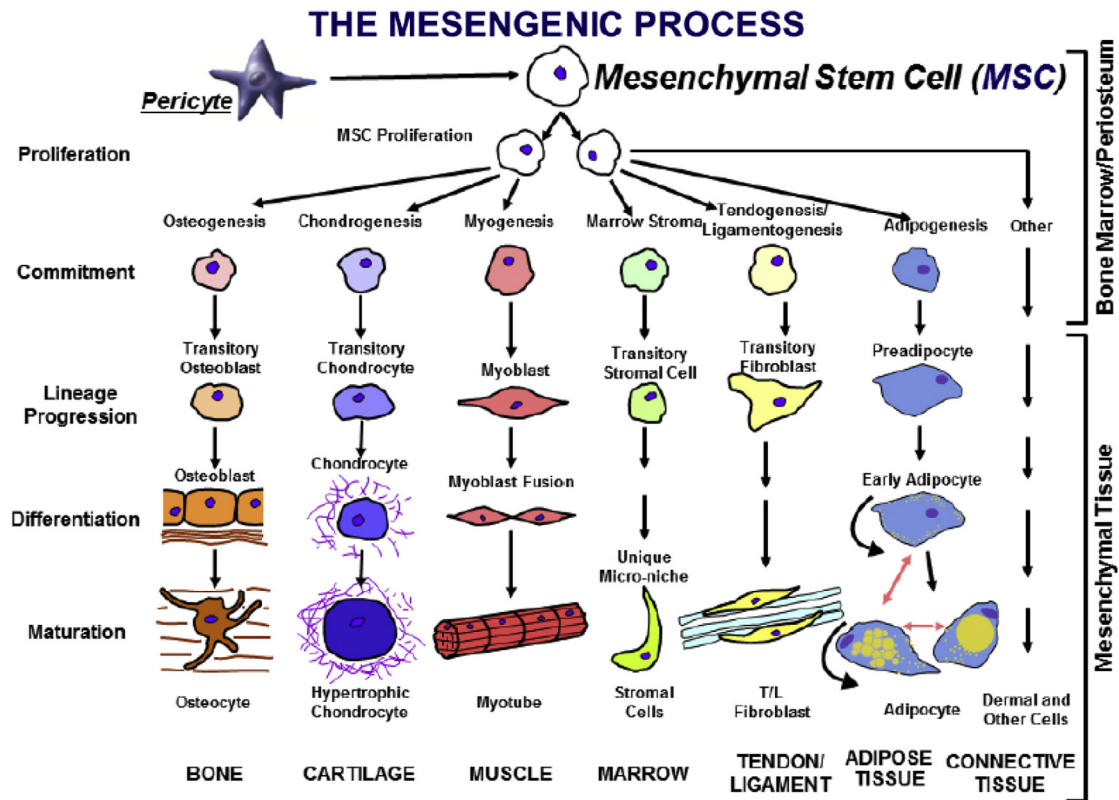 THE MESENGENIC PROCESS
Pericyte
Mesenchymal Stem Cell (MSC)
MSC Proliferation
Proliferation
Osteogenesis
Chondrogenesis
Myogenesis
Marrow Stroma
Tendogenesis/
Ligamentogenesis
Adipogenesis
Other
Commitment
Transitory
Osteoblast
Transitory
Chondrocyte
Myoblast
Transitory
Stromal Cell
Transitory
Fibroblast
Preadipocyte
Lineage
Progression
Osteoblast
Chondrocyte
Myoblast Fusion
Early Adipocyte
Differentiation
Unique
Micro-niche
Maturation
Osteocyte
Hypertrophic
Chondrocyte
Myotube
Stromal
Cells
T/L
Fibroblast
Adipocyte
Dermal and
Other Cells
BONE
CARTILAGE
MUSCLE
MARROW
TENDON/
LIGAMENT
ADIPOSE
TISSUE
CONNECTIVE
TISSUE
Bone Marrow/Periosteum
Mesenchymal Tissue